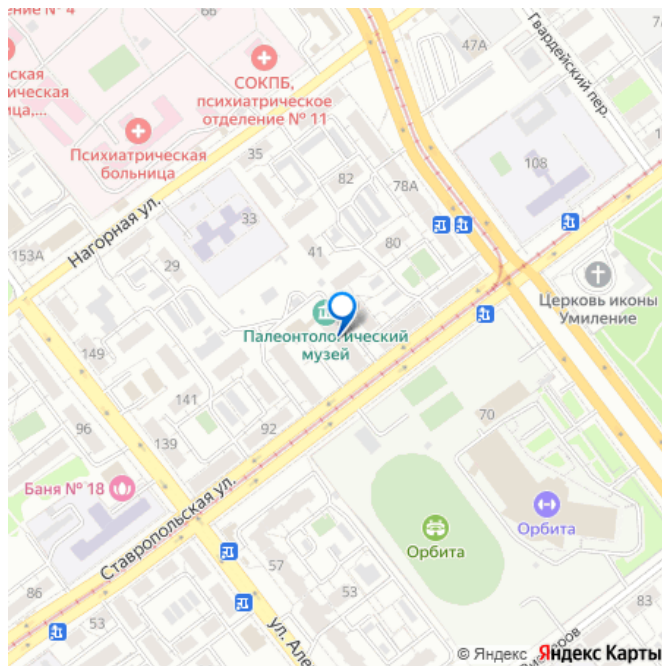 ение № 4
66
рская
ическая
ица,...
СОКПБ,
психиатрическое
отделение № 11
47А
Гвардейский пер.
Психиатрическая
больница
35
82
78А
108
33
Нагорная ул.
153А
29
41
80
Церковь иконы
Умиление
Палеонтологический
музей
149
141
96
139
92
70
Баня № 18
Орбита
Орбита
Ставропольская ул.
86
53
57
53
ул. Але
83
© Яндекс Яндекс Карты